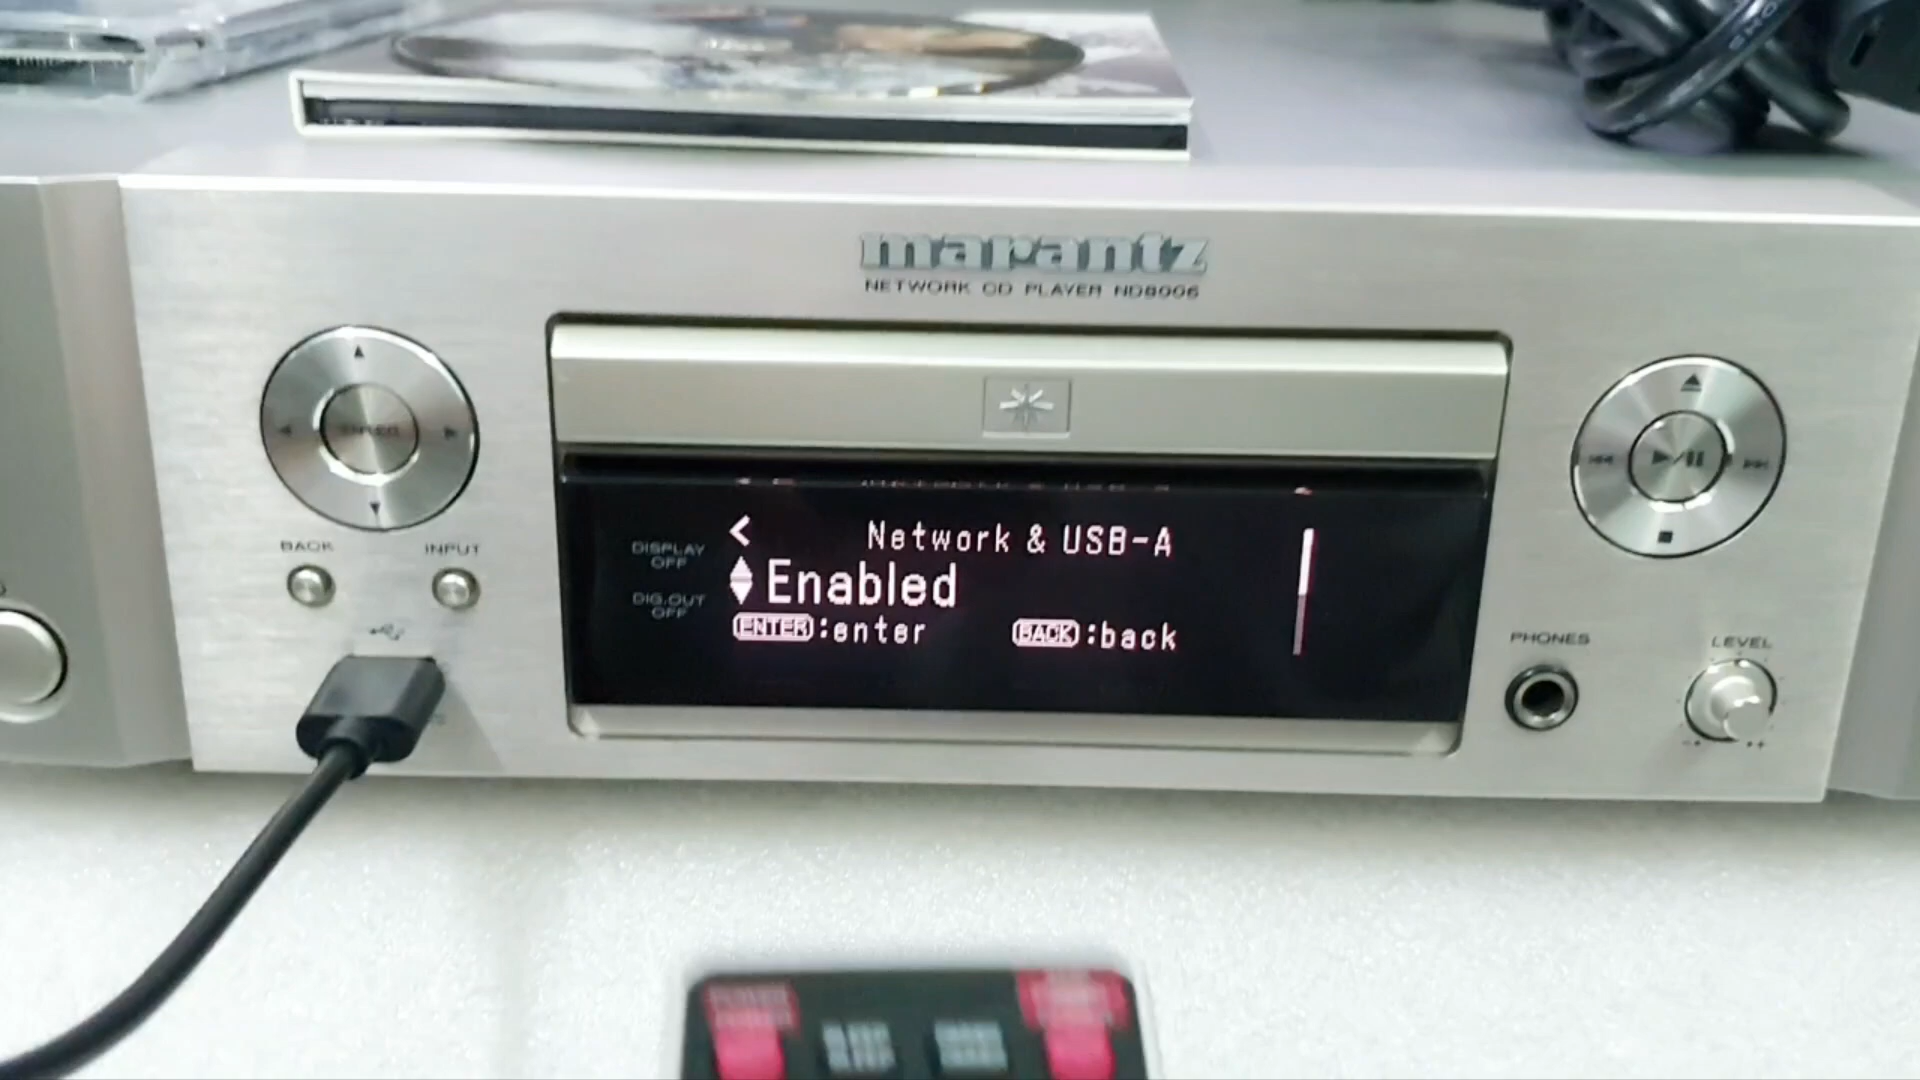 marantz
NETWORK CD PLAYER ND8006
ENTER
BACK
INPUT
DISPLAY
OFF
DIG.OUT
OFF
Network & USB-A
Enabled
ENTER:enter
BACK:back
PHONES
LEVEL